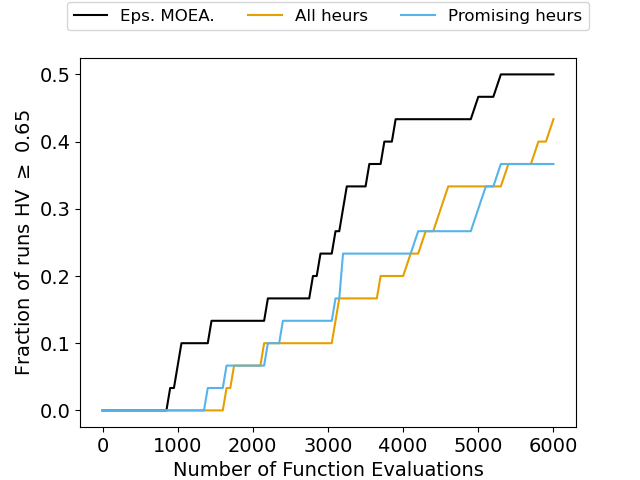 Eps. MOEA. All heurs Promising heurs
0.5
0.4
0.3
0.2
0.1
0.0
Fraction of runs HV ≥ 0.65
0 1000 2000 3000 4000 5000 6000
Number of Function Evaluations